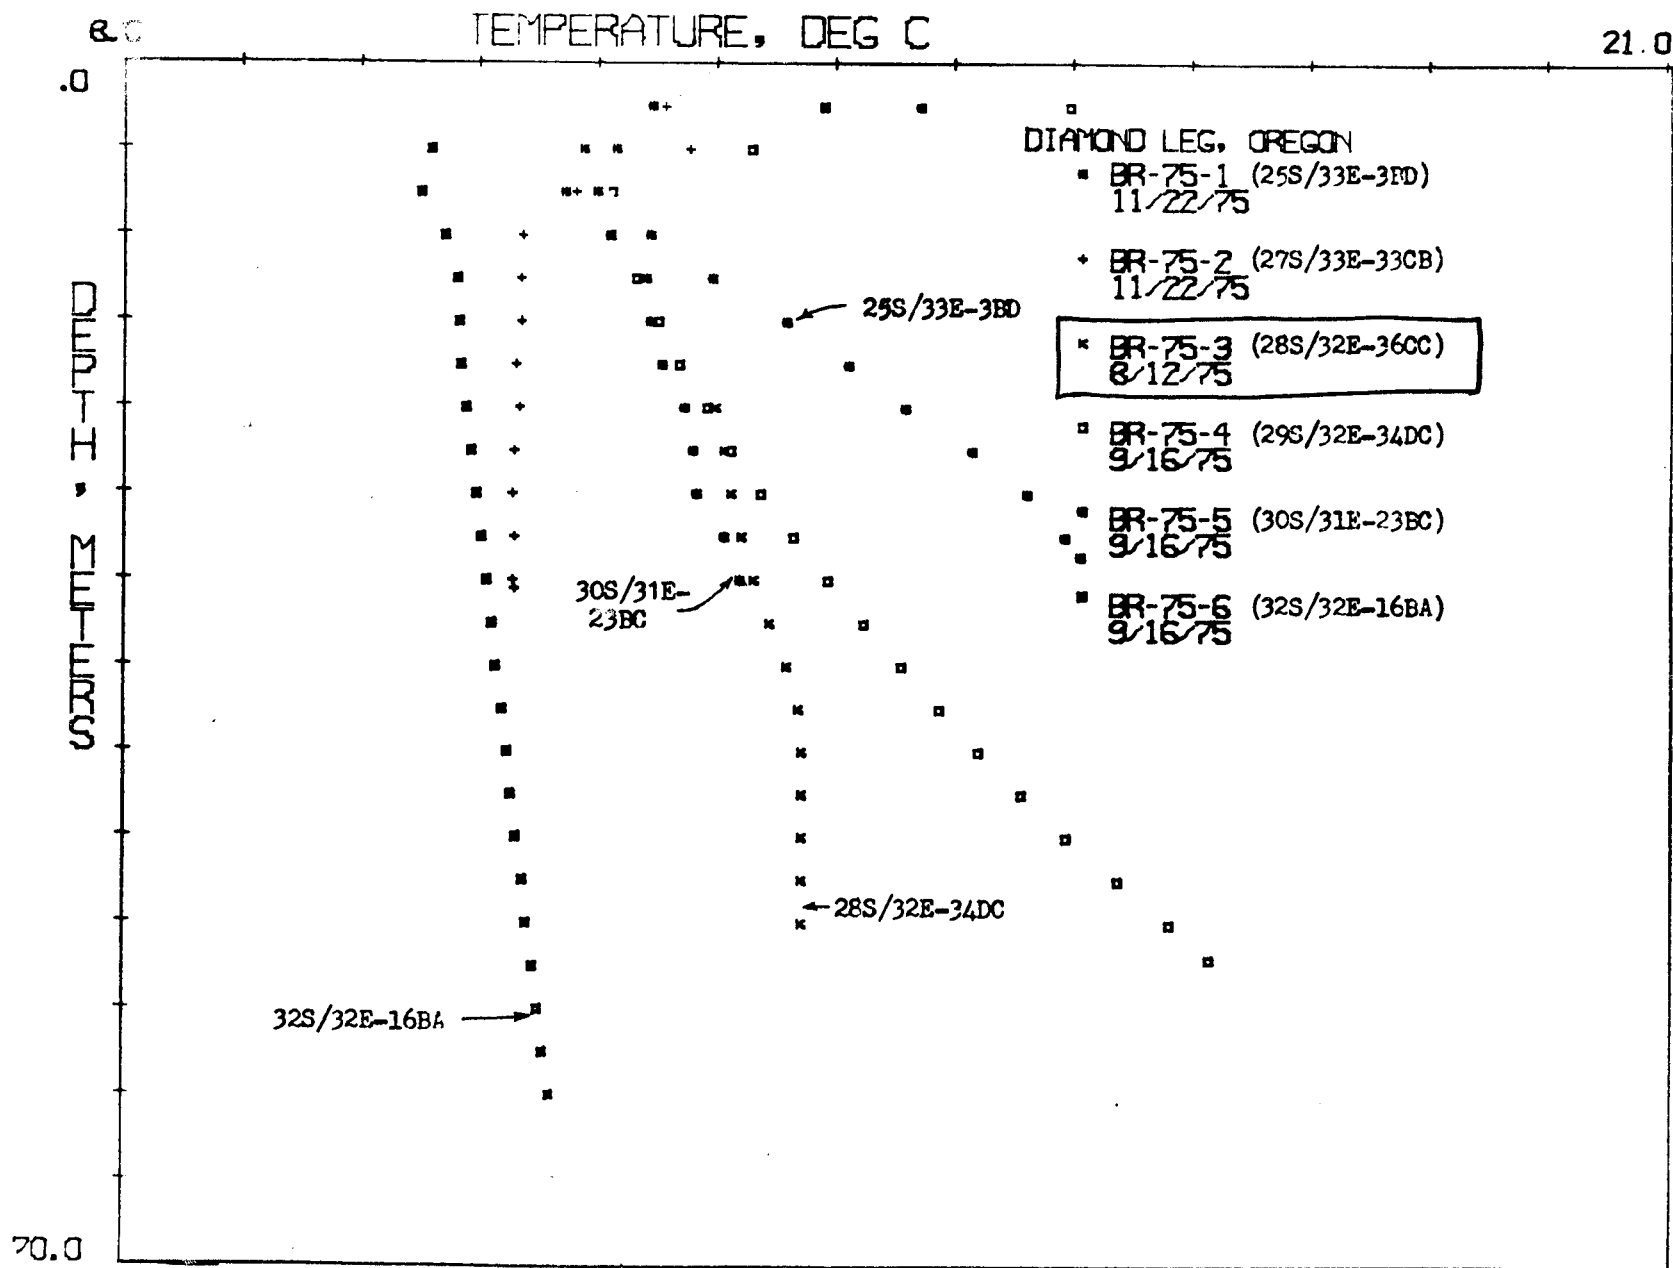 TEMPERATURE, DEG C
21.0
.0
DEPTH, METERS
70.0
DIAMOND LEG, OREGON
BR-75-1 (25S/33E-3BD)
11/22/75
BR-75-2 (27S/33E-33CB)
11/22/75
BR-75-3 (28S/32E-36CC)
8/12/75
BR-75-4 (29S/32E-34DC)
9/16/75
BR-75-5 (30S/31E-23BC)
9/16/75
BR-75-6 (32S/32E-16BA)
9/16/75
25S/33E-3BD
30S/31E-
23BC
28S/32E-34DC
32S/32E-16BA